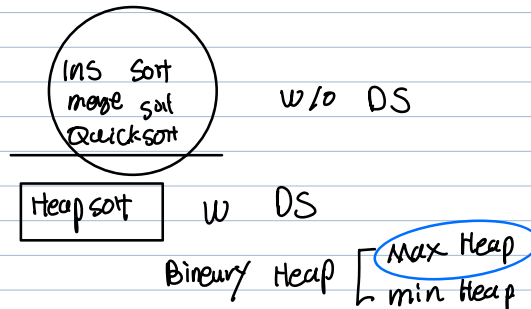 Ins Sort
merge sort
Quicksort
w/o DS
Heap sort
w DS
Bineury Heap
Max Heap
min Heap